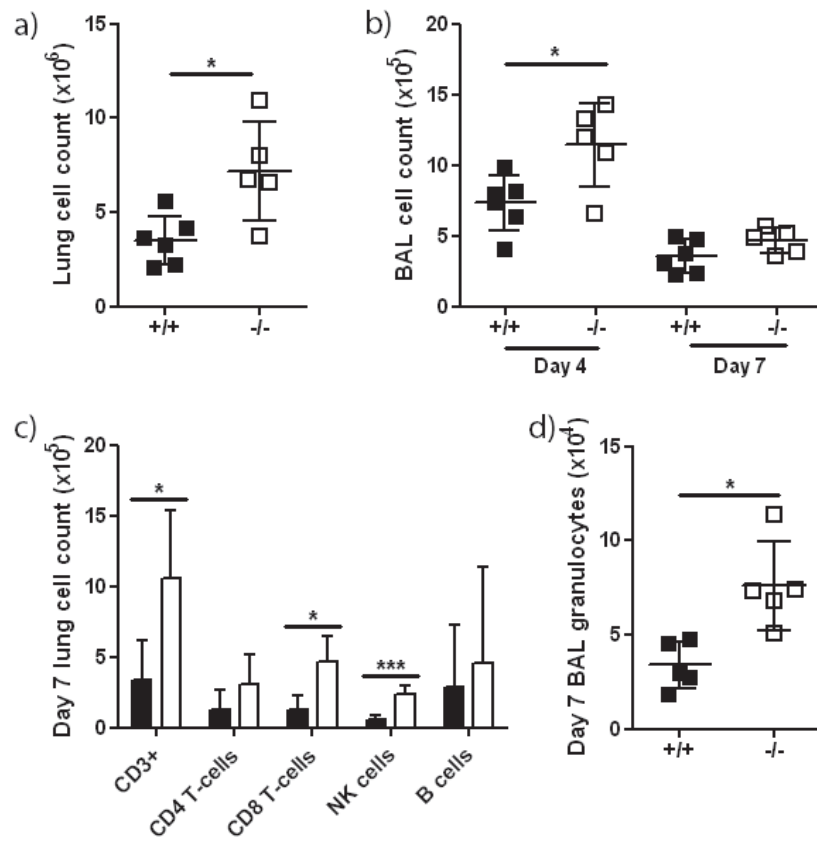 a)
Lung cell count (x10⁶)
15
10
5
0
*
+/+ -/-
b)
BAL cell count (x10⁵)
20
15
10
5
0
*
+/+ -/- +/+ -/-
Day 4 Day 7
c)
Day 7 lung cell count (x10⁵)
20
15
10
5
0
* * ***
CD3+ CD4 T-cells CD8 T-cells NK cells B cells
d)
Day 7 BAL granulocytes (x10⁴)
15
10
5
0
*
+/+ -/-